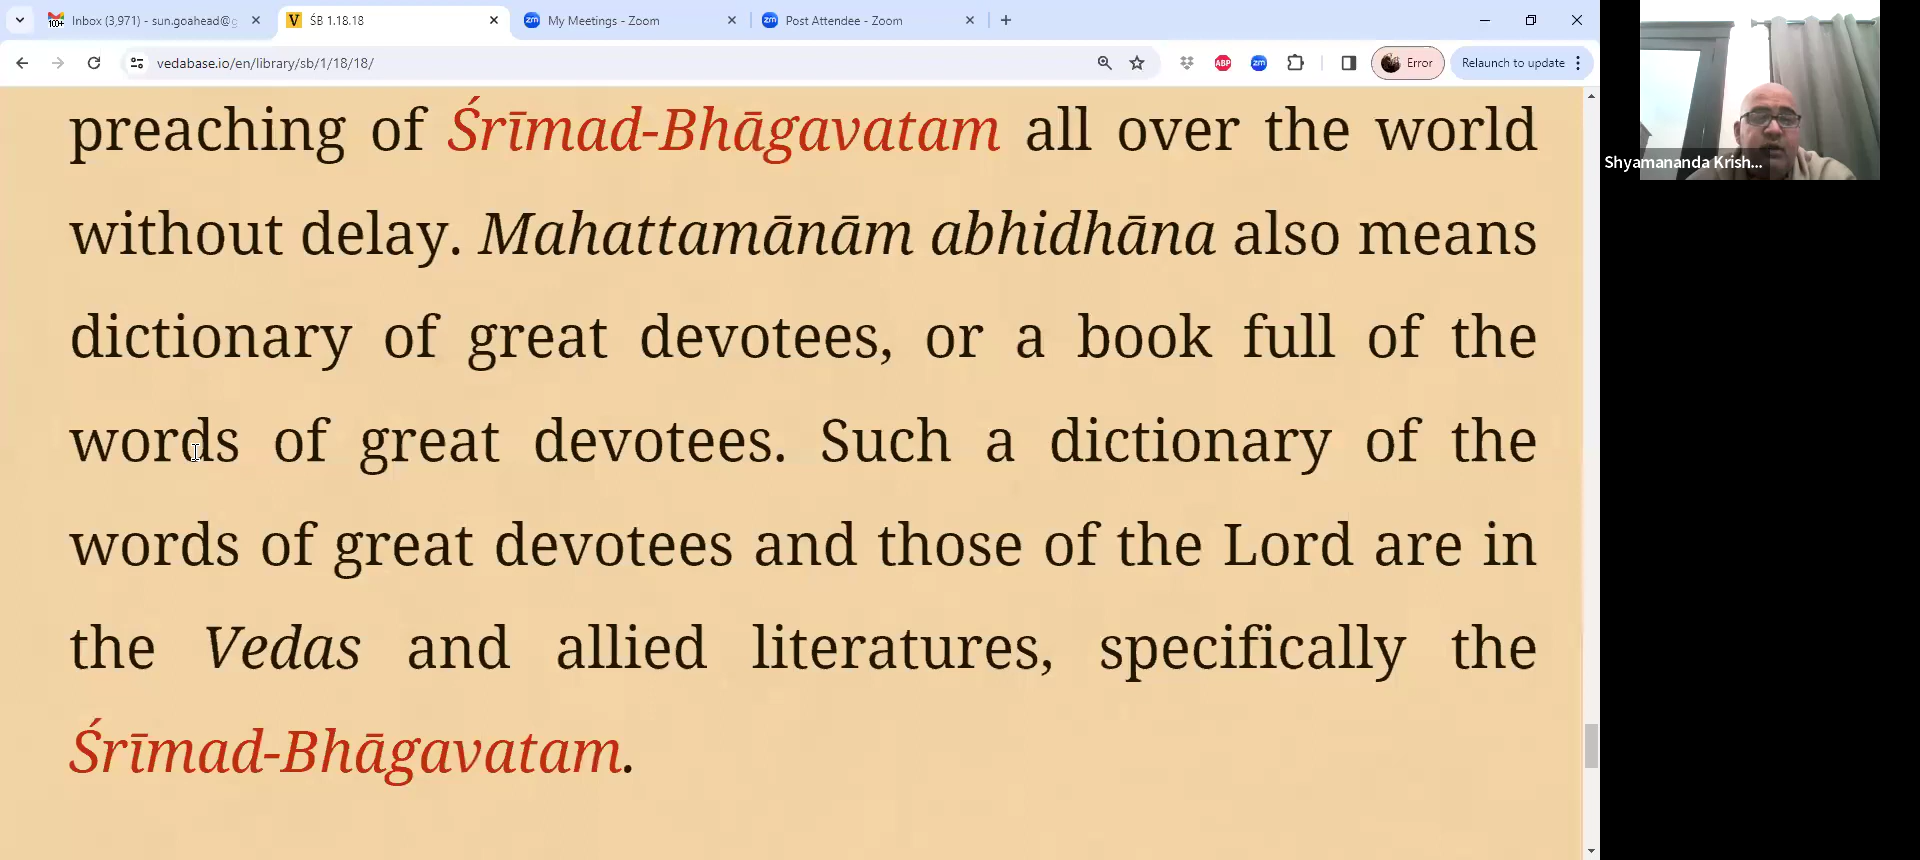 Inbox (3,971) - sun.goahead@g
ŚB 1.18.18
My Meetings - Zoom
Post Attendee - Zoom
vedabase.io/en/library/sb/1/18/18/
ABP
zm
Error
Relaunch to update
preaching of Śrīmad-Bhāgavatam all over the world
without delay. Mahattamānām abhidhāna also means
dictionary of great devotees, or a book full of the
words of great devotees. Such a dictionary of the
words of great devotees and those of the Lord are in
the Vedas and allied literatures, specifically the
Śrīmad-Bhāgavatam.
Shyamananda Krish...